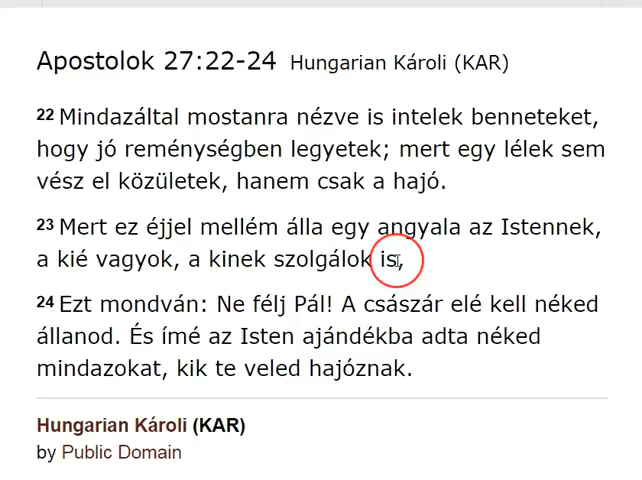 Apostolok 27:22-24 Hungarian Károli (KAR)
22 Mindazáltal mostanra nézve is intelek benneteket,
hogy jó reménységben legyetek; mert egy lélek sem
vész el közületek, hanem csak a hajó.
23 Mert ez éjjel mellém álla egy angyala az Istennek,
a kié vagyok, a kinek szolgálok is,
24 Ezt mondván: Ne félj Pál! A császár elé kell néked
állanod. És ímé az Isten ajándékba adta néked
mindazokat, kik te veled hajóznak.
Hungarian Károli (KAR)
by Public Domain